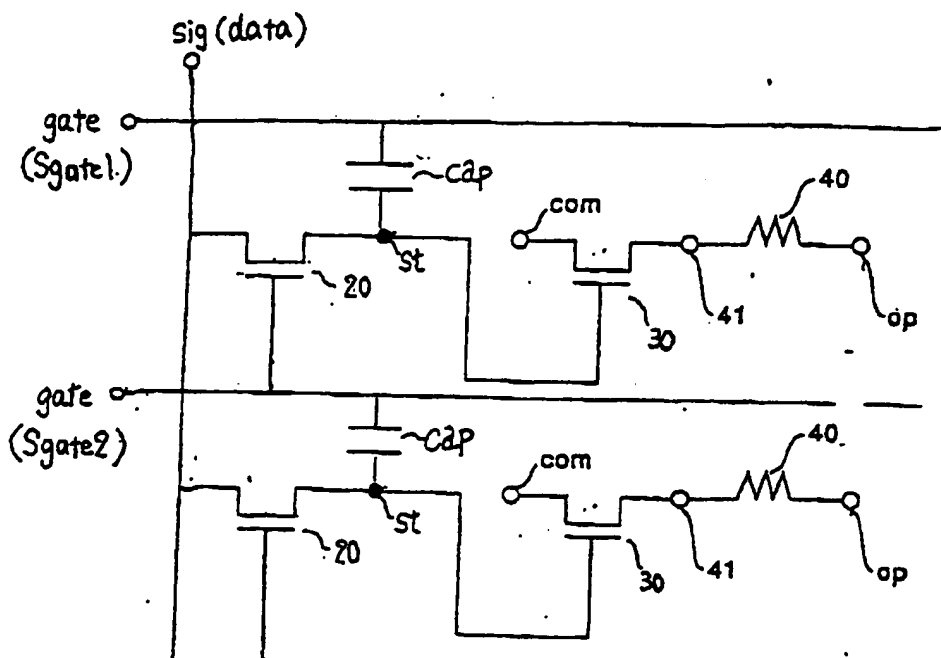 sig (data)
gate
(Sgate1.)
cap
com
40
st
20
30
41
op
gate
(Sgate2)
cap
com
40
st
20
30
41
op